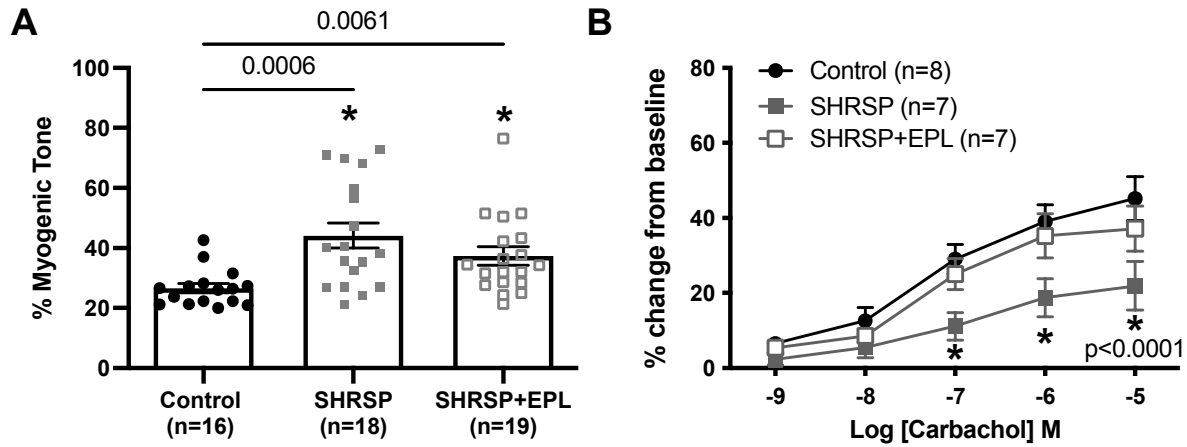 A
0.0061
0.0006
100
80
60
40
20
0
% Myogenic Tone
*
*
Control
(n=16)
SHRSP
(n=18)
SHRSP+EPL
(n=19)
B
80
60
40
20
0
% change from baseline
Control (n=8)
SHRSP (n=7)
SHRSP+EPL (n=7)
*
*
*
p<0.0001
-9
-8
-7
-6
-5
Log [Carbachol] M